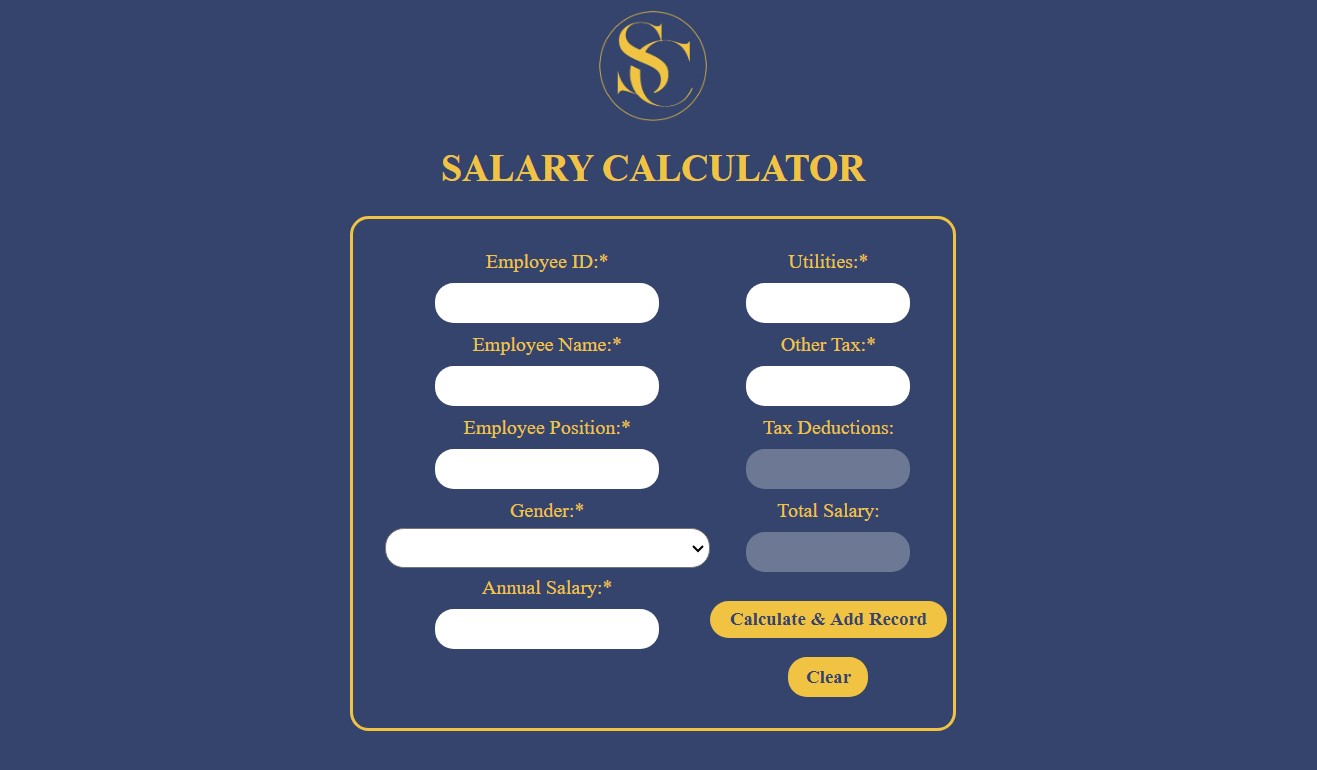 SC
SALARY CALCULATOR
Employee ID:*
Employee Name:*
Employee Position:*
Gender:*
Annual Salary:*
Utilities:*
Other Tax:*
Tax Deductions:
Total Salary:
Calculate & Add Record
Clear